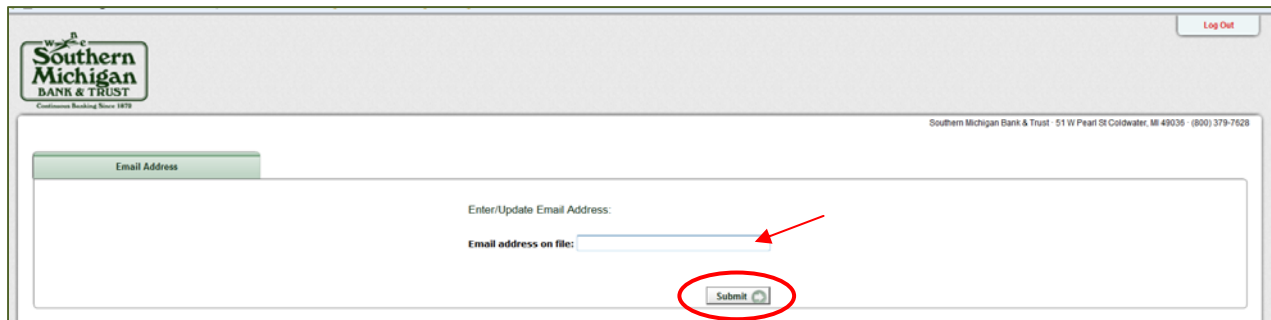 Log Out
Southern
Michigan
BANK & TRUST
Continuous Banking Since 1872
Southern Michigan Bank & Trust · 51 W Pearl St Coldwater, MI 49036 · (800) 379-7628
Email Address
Enter/Update Email Address:
Email address on file:
Submit